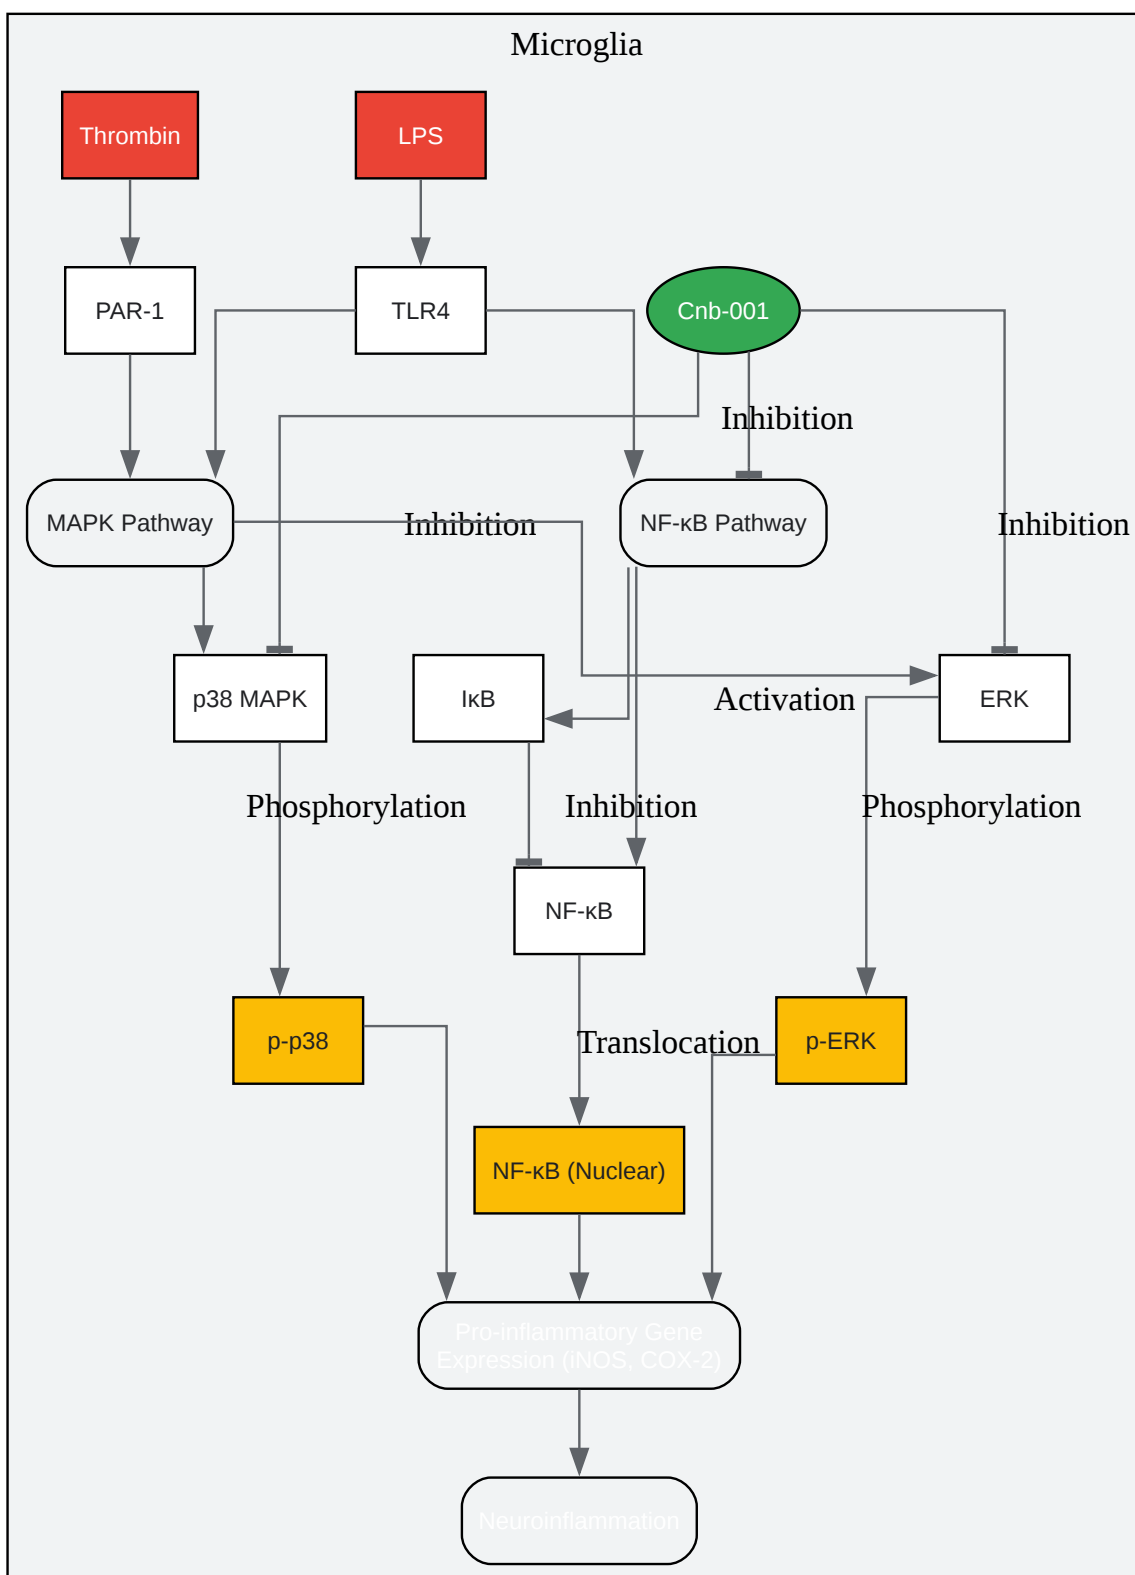 Microglia
Thrombin
LPS
PAR-1
TLR4
Cnb-001
Inhibition
MAPK Pathway
Inhibition
NF-κB Pathway
Inhibition
p38 MAPK
IκB
Activation
ERK
Phosphorylation
Inhibition
Phosphorylation
NF-κB
p-p38
Translocation
p-ERK
NF-κB (Nuclear)
Pro-inflammatory Gene
Expression (iNOS, COX-2)
Neuroinflammation